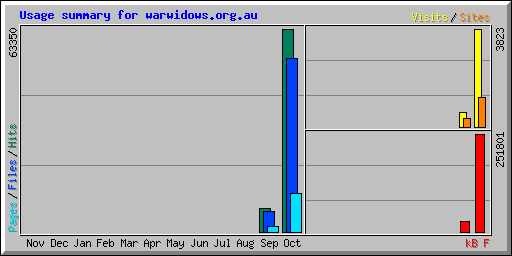 Usage summary for warwidows.org.au
Visits/Sites
63350
3823
Pages/Files/Hits
251801
Nov Dec Jan Feb Mar Apr May Jun Jul Aug Sep Oct
kB F